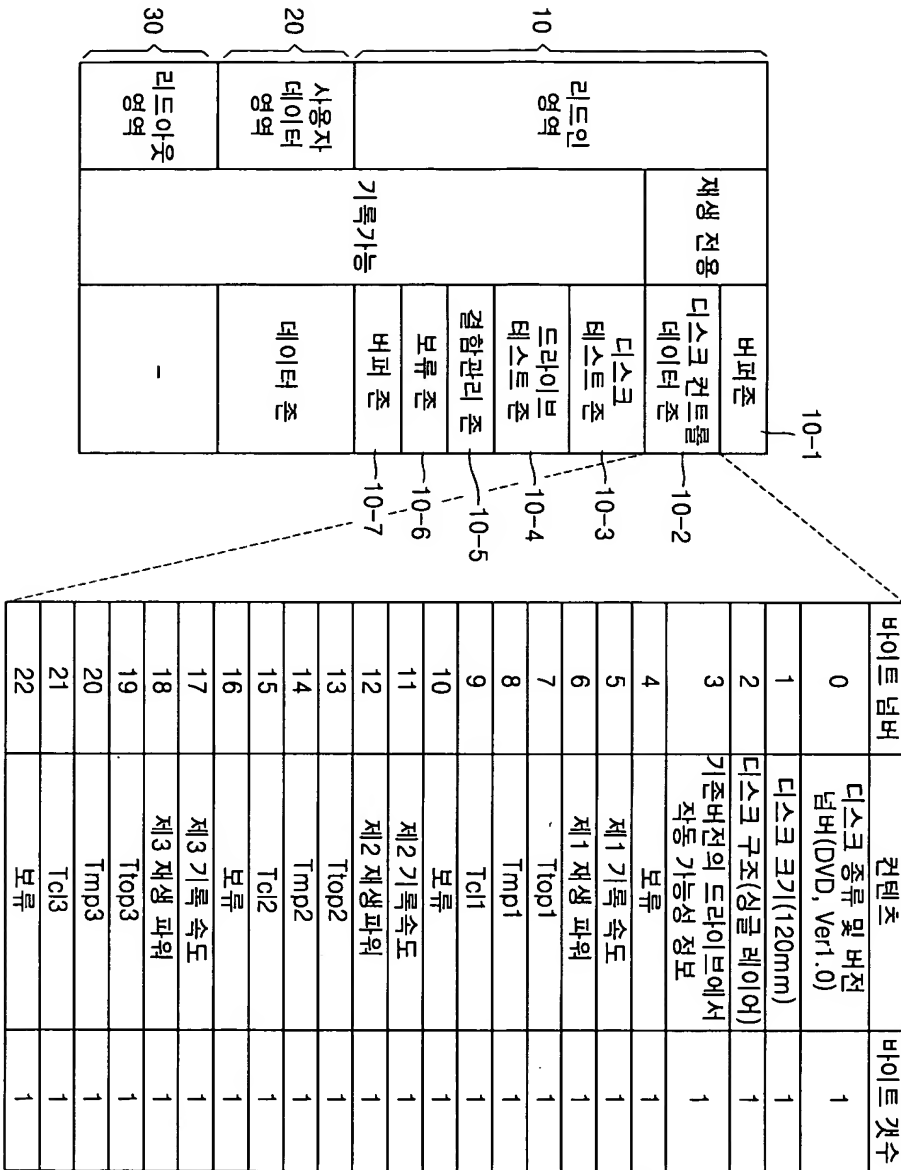 10
리드인
영역
재생 전용
버퍼존
10-1
디스크 컨트롤
데이터 존
10-2
기록가능
디스크
테스트 존
10-3
드라이브
테스트 존
10-4
결함관리 존
10-5
보류 존
10-6
버퍼 존
10-7
20
사용자
데이터
영역
데이터 존
30
리드아웃
영역
-
바이트 넘버 컨텐츠 바이트 갯수
0 디스크 종류 및 버전
넘버(DVD, Ver1.0) 1
1 디스크 크기(120mm) 1
2 디스크 구조(싱글 레이어) 1
3 기존버전의 드라이브에서
작동 가능성 정보 1
4 보류 1
5 제1 기록 속도 1
6 제1 재생 파워 1
7 Ttop1 1
8 Tmp1 1
9 Tcl1 1
10 보류 1
11 제2 기록속도 1
12 제2 재생파워 1
13 Ttop2 1
14 Tmp2 1
15 Tcl2 1
16 보류 1
17 제3 기록 속도 1
18 제3 재생 파워 1
19 Ttop3 1
20 Tmp3 1
21 Tcl3 1
22 보류 1